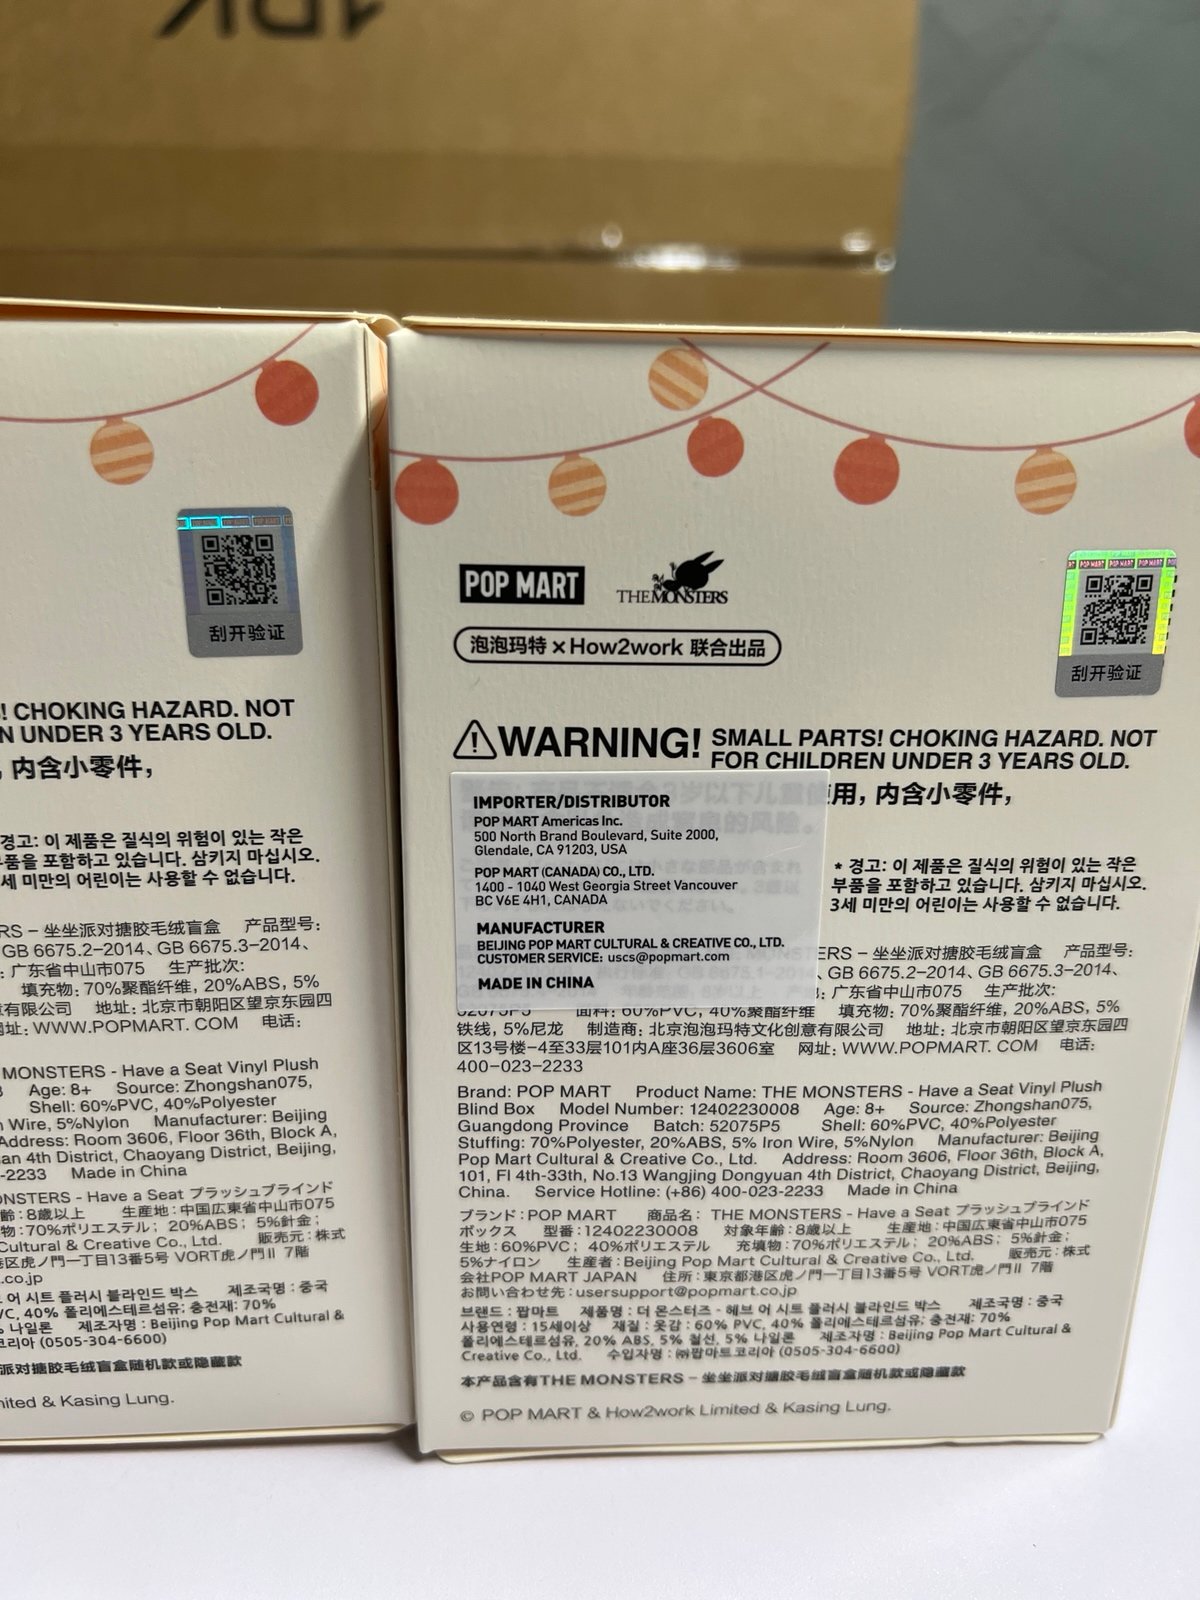 ! CHOKING HAZARD. NOT
N UNDER 3 YEARS OLD.
，内含小零件，
경고: 이 제품은 질식의 위험이 있는 작은
부품을 포함하고 있습니다. 삼키지 마십시오.
세 미만의 어린이는 사용할 수 없습니다.
RS – 坐坐派对搪胶毛绒盲盒 产品型号:
GB 6675.2–2014、GB 6675.3–2014、
: 广东省中山市075 生产批次:
填充物: 70%聚酯纤维, 20%ABS, 5%
有限公司 地址: 北京市朝阳区望京东园四
网址: WWW.POPMART. COM 电话:
MONSTERS - Have a Seat Vinyl Plush
8 Age: 8+ Source: Zhongshan075,
Shell: 60%PVC, 40%Polyester
n Wire, 5%Nylon Manufacturer: Beijing
Address: Room 3606, Floor 36th, Block A,
an 4th District, Chaoyang District, Beijing,
-2233 Made in China
ONSTERS - Have a Seat プラッシュブラインド
齢: 8歳以上 生産地: 中国広東省中山市075
物: 70%ポリエステル; 20%ABS; 5%針金;
Cultural & Creative Co., Ltd. 販売元: 株式
港区虎ノ門一丁目13番5号 VORT虎ノ門II 7階
.co.jp
브 어 시트 플러시 블라인드 박스 제조국명 : 중국
VC, 40% 폴리에스테르섬유; 충전재: 70%
% 나일론 제조자명 : Beijing Pop Mart Cultural &
코리아 (0505-304-6600)
派对搪胶毛绒盲盒随机款或隐藏款
mited & Kasing Lung.
刮开验证
POP MART THE MONSTERS
泡泡玛特 × How2work 联合出品
POP MART POP MART POP MART
刮开验证
WARNING! SMALL PARTS! CHOKING HAZARD. NOT
FOR CHILDREN UNDER 3 YEARS OLD.
用, 内含小零件，
IMPORTER/DISTRIBUTOR
POP MART Americas Inc.
500 North Brand Boulevard, Suite 2000,
Glendale, CA 91203, USA
POP MART (CANADA) CO., LTD.
1400 - 1040 West Georgia Street Vancouver
BC V6E 4H1, CANADA
MANUFACTURER
BEIJING POP MART CULTURAL & CREATIVE CO., LTD.
CUSTOMER SERVICE: uscs@popmart.com
MADE IN CHINA
* 경고: 이 제품은 질식의 위험이 있는 작은
부품을 포함하고 있습니다. 삼키지 마십시오.
3세 미만의 어린이는 사용할 수 없습니다.
ERS – 坐坐派对搪胶毛绒盲盒 产品型号:
、GB 6675.2–2014、GB 6675.3–2014、
: 广东省中山市075 生产批次:
52075P5 面料: 60%PVC, 40%聚酯纤维 填充物: 70%聚酯纤维, 20%ABS, 5%
铁线, 5%尼龙 制造商: 北京泡泡玛特文化创意有限公司 地址: 北京市朝阳区望京东园四
区13号楼–4至33层101内A座36层3606室 网址: WWW.POPMART. COM 电话:
400–023–2233
Brand: POP MART Product Name: THE MONSTERS - Have a Seat Vinyl Plush
Blind Box Model Number: 12402230008 Age: 8+ Source: Zhongshan075,
Guangdong Province Batch: 52075P5 Shell: 60%PVC, 40%Polyester
Stuffing: 70%Polyester, 20%ABS, 5% Iron Wire, 5%Nylon Manufacturer: Beijing
Pop Mart Cultural & Creative Co., Ltd. Address: Room 3606, Floor 36th, Block A,
101, Fl 4th-33th, No.13 Wangjing Dongyuan 4th District, Chaoyang District, Beijing,
China. Service Hotline: (+86) 400-023-2233 Made in China
ブランド: POP MART 商品名: THE MONSTERS - Have a Seat プラッシュブラインド
ボックス 型番: 12402230008 対象年齢: 8歳以上 生産地: 中国広東省中山市075
生地: 60%PVC; 40%ポリエステル 充填物: 70%ポリエステル; 20%ABS; 5%針金;
5%ナイロン 生産者: Beijing Pop Mart Cultural & Creative Co., Ltd. 販売元: 株式
会社POP MART JAPAN 住所: 東京都港区虎ノ門一丁目13番5号 VORT虎ノ門II 7階
お問い合わせ先: usersupport@popmart.co.jp
브랜드 : 팝마트 제품명 : 더 몬스터즈 - 헤브 어 시트 플러시 블라인드 박스 제조국명 : 중국
사용연령 : 15세이상 재질 : 옷감 : 60% PVC, 40% 폴리에스테르섬유; 충전재: 70%
폴리에스테르섬유, 20% ABS, 5% 철선, 5% 나일론 제조자명 : Beijing Pop Mart Cultural &
Creative Co., Ltd. 수입자명 : ㈜팝마트코리아 (0505-304-6600)
本产品含有THE MONSTERS – 坐坐派对搪胶毛绒盲盒随机款或隐藏款
© POP MART & How2work Limited & Kasing Lung.